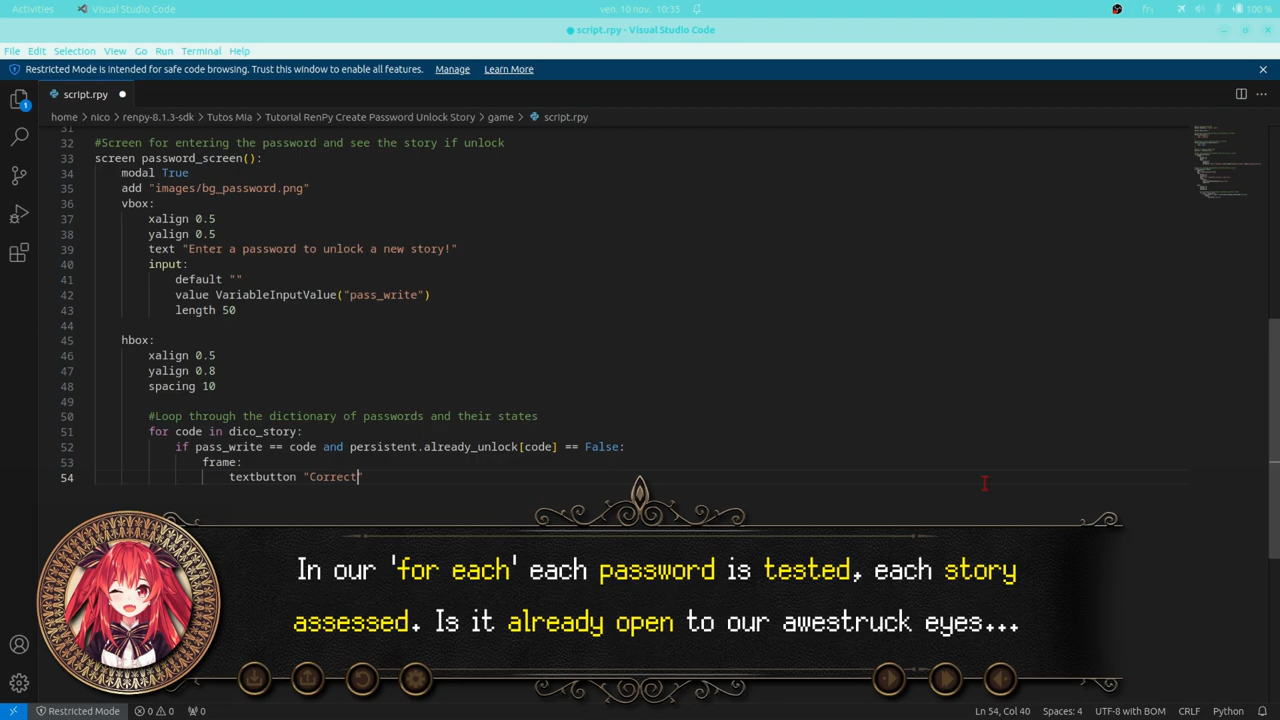 Activities
Visual Studio Code
ven. 10 nov. 10:35
fr₁
100 %
● script.rpy - Visual Studio Code
File Edit Selection View Go Run Terminal Help
Restricted Mode is intended for safe code browsing. Trust this window to enable all features. Manage Learn More
script.rpy
home > nico > renpy-8.1.3-sdk > Tutos Mia > Tutorial RenPy Create Password Unlock Story > game > script.rpy
31
32 #Screen for entering the password and see the story if unlock
33 screen password_screen():
34 modal True
35 add "images/bg_password.png"
36 vbox:
37 xalign 0.5
38 yalign 0.5
39 text "Enter a password to unlock a new story!"
40 input:
41 default ""
42 value VariableInputValue("pass_write")
43 length 50
44
45 hbox:
46 xalign 0.5
47 yalign 0.8
48 spacing 10
49
50 #Loop through the dictionary of passwords and their states
51 for code in dico_story:
52 if pass_write == code and persistent.already_unlock[code] == False:
53 frame:
54 textbutton "Correct"
In our 'for each' each password is tested, each story
assessed. Is it already open to our awestruck eyes...
1
Restricted Mode 0 0 0
Ln 54, Col 40 Spaces: 4 UTF-8 with BOM CRLF Python